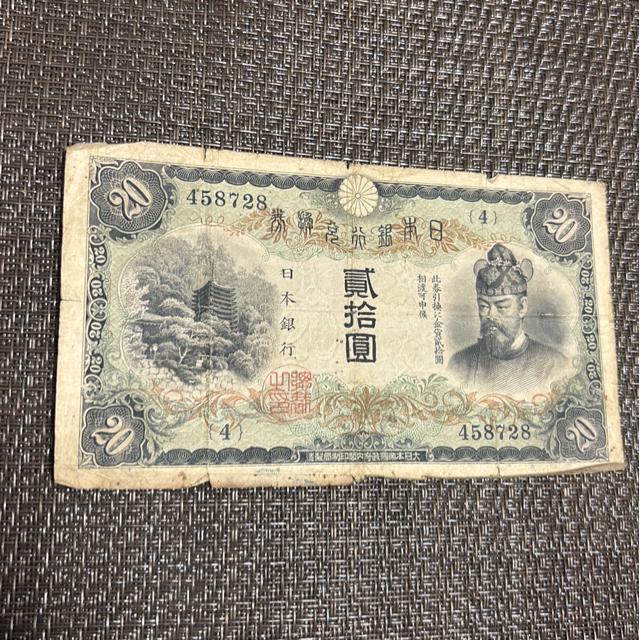 20
458728
(4)
20
日本銀行兌換券
日本銀行
貳拾圓
此券引換に金貨貳拾圓
相渡可申候
20
(4)
458728
20
大日本帝國政府内閣印刷局製造